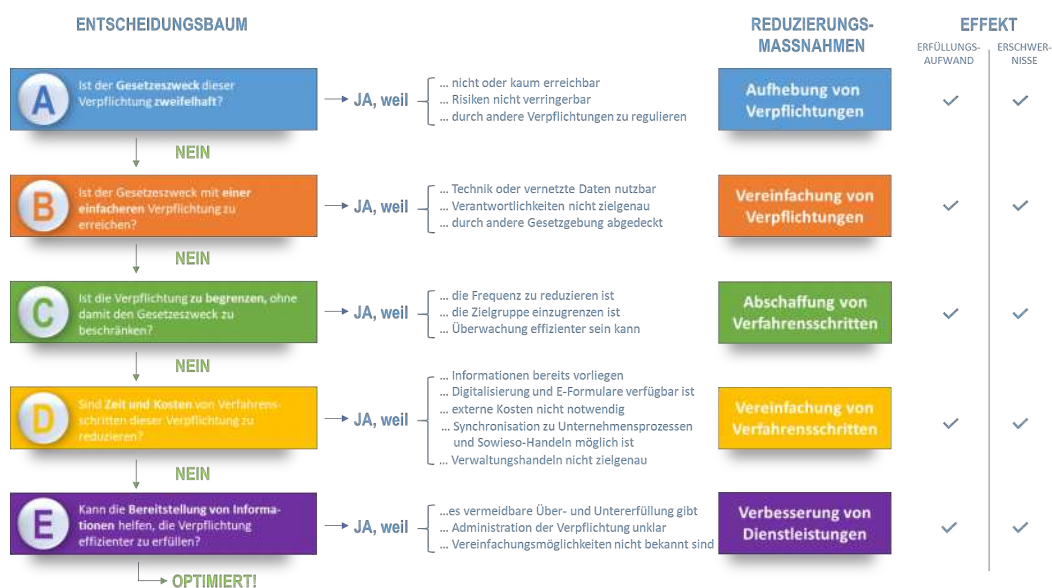 ENTSCHEIDUNGSBAUM
REDUZIERUNGS-
MASSNAHMEN
EFFEKT
ERFÜLLUNGS-
AUFWAND
ERSCHWER-
NISSE
A
Ist der Gesetzeszweck dieser
Verpflichtung zweifelhaft?
JA, weil
... nicht oder kaum erreichbar
... Risiken nicht verringerbar
... durch andere Verpflichtungen zu regulieren
Aufhebung von
Verpflichtungen
NEIN
B
Ist der Gesetzeszweck mit einer
einfacheren Verpflichtung zu
erreichen?
JA, weil
... Technik oder vernetzte Daten nutzbar
... Verantwortlichkeiten nicht zielgenau
... durch andere Gesetzgebung abgedeckt
Vereinfachung von
Verpflichtungen
NEIN
C
Ist die Verpflichtung zu begrenzen, ohne
damit den Gesetzeszweck zu
beschränken?
JA, weil
... die Frequenz zu reduzieren ist
... die Zielgruppe einzugrenzen ist
... Überwachung effizienter sein kann
Abschaffung von
Verfahrensschritten
NEIN
D
Sind Zeit und Kosten von Verfahrens-
schritten dieser Verpflichtung zu
reduzieren?
JA, weil
... Informationen bereits vorliegen
... Digitalisierung und E-Formulare verfügbar ist
... externe Kosten nicht notwendig
... Synchronisation zu Unternehmensprozessen
und Sowieso-Handeln möglich ist
... Verwaltungshandeln nicht zielgenau
Vereinfachung von
Verfahrensschritten
NEIN
E
Kann die Bereitstellung von Informa-
tionen helfen, die Verpflichtung
effizienter zu erfüllen?
JA, weil
...es vermeidbare Über- und Untererfüllung gibt
... Administration der Verpflichtung unklar
... Vereinfachungsmöglichkeiten nicht bekannt sind
Verbesserung von
Dienstleistungen
OPTIMIERT!